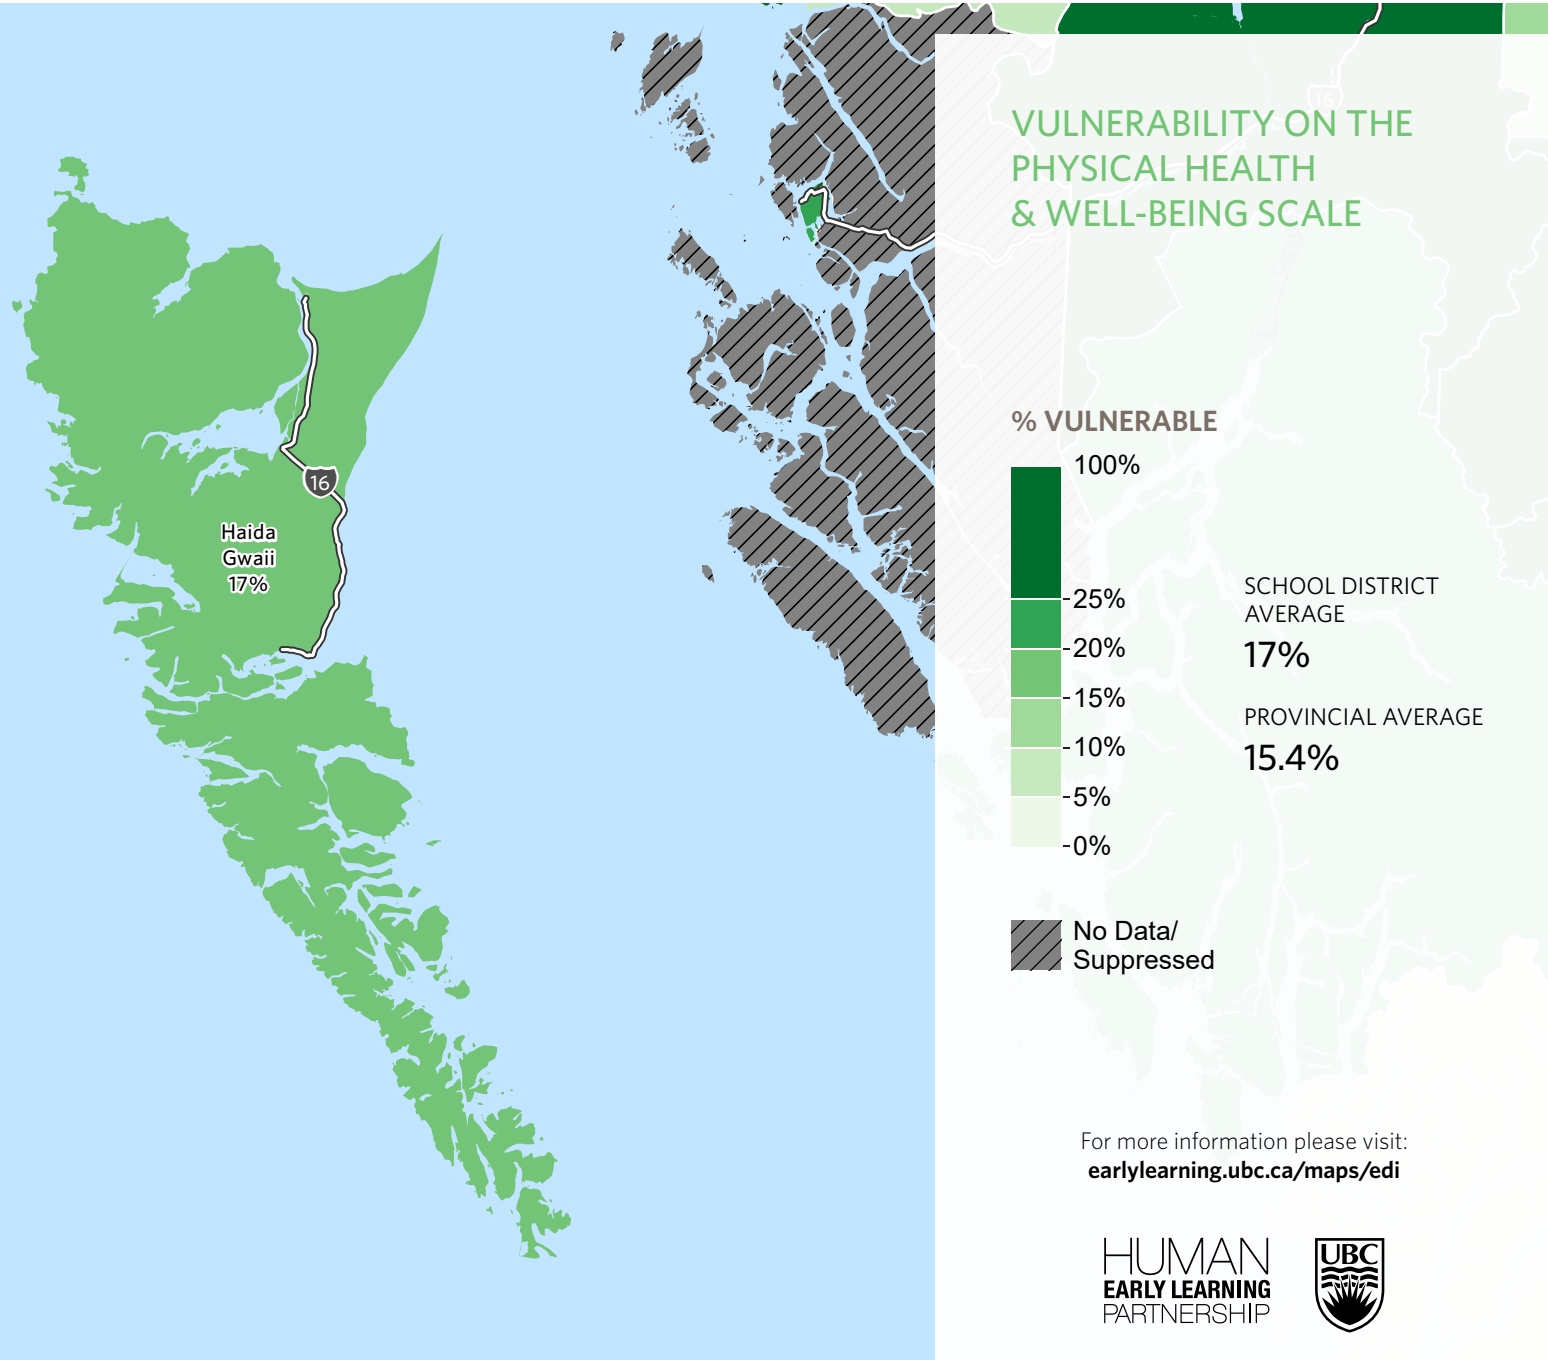 16
VULNERABILITY ON THE
PHYSICAL HEALTH
& WELL-BEING SCALE
% VULNERABLE
100%
25%
20%
15%
10%
5%
0%
SCHOOL DISTRICT
AVERAGE
17%
PROVINCIAL AVERAGE
15.4%
No Data/
Suppressed
16
Haida
Gwaii
17%
For more information please visit:
earlylearning.ubc.ca/maps/edi
HUMAN
EARLY LEARNING
PARTNERSHIP
UBC